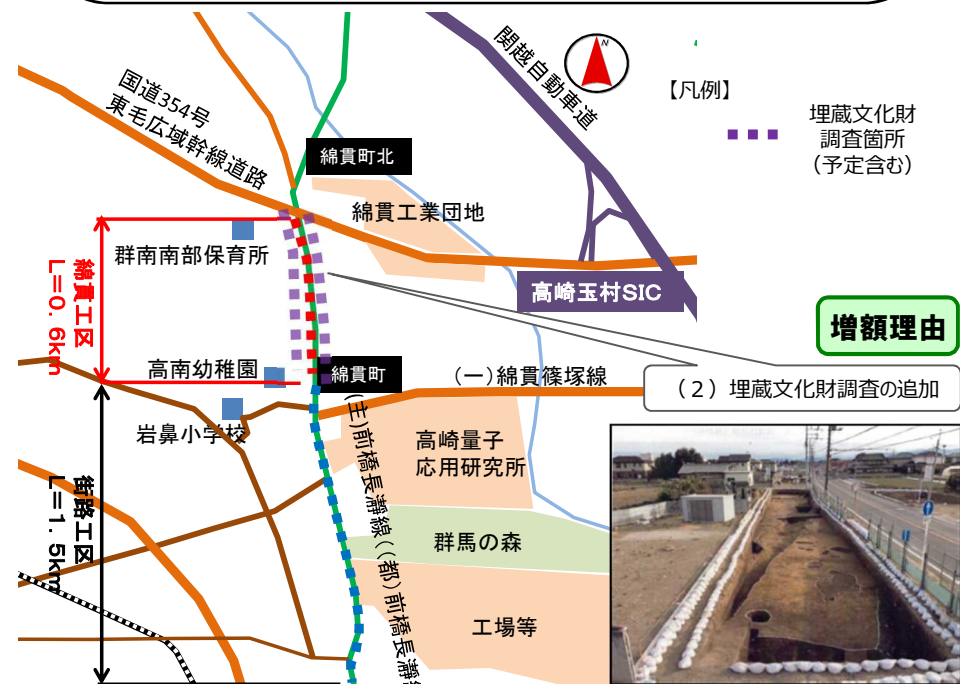 関越自動車道
N
【凡例】
埋蔵文化財
調査箇所
(予定含む)
国道354号
東毛広域幹線道路
綿貫町北
綿貫工業団地
群南南部保育所
高崎玉村SIC
綿貫工区
L=0.6km
増額理由
高南幼稚園
綿貫町
(一)綿貫篠塚線
(2)埋蔵文化財調査の追加
岩鼻小学校
(主)前橋長瀞線((都)前橋長瀞線
高崎量子
応用研究所
街路工区
L=1.5km
群馬の森
工場等